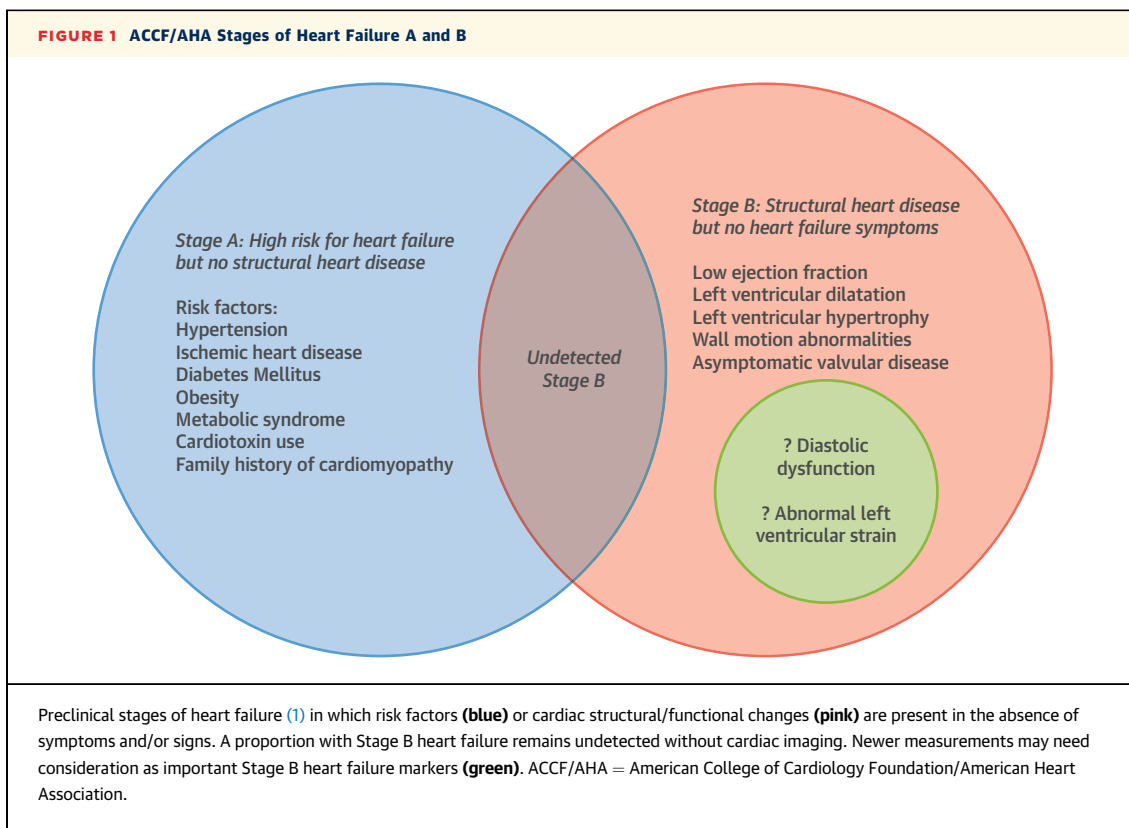 FIGURE 1 ACCF/AHA Stages of Heart Failure A and B
Stage A: High risk for heart failure
but no structural heart disease
Risk factors:
Hypertension
Ischemic heart disease
Diabetes Mellitus
Obesity
Metabolic syndrome
Cardiotoxin use
Family history of cardiomyopathy
Undetected
Stage B
Stage B: Structural heart disease
but no heart failure symptoms
Low ejection fraction
Left ventricular dilatation
Left ventricular hypertrophy
Wall motion abnormalities
Asymptomatic valvular disease
? Diastolic
dysfunction
? Abnormal left
ventricular strain
Preclinical stages of heart failure (1) in which risk factors (blue) or cardiac structural/functional changes (pink) are present in the absence of
symptoms and/or signs. A proportion with Stage B heart failure remains undetected without cardiac imaging. Newer measurements may need
consideration as important Stage B heart failure markers (green). ACCF/AHA = American College of Cardiology Foundation/American Heart
Association.